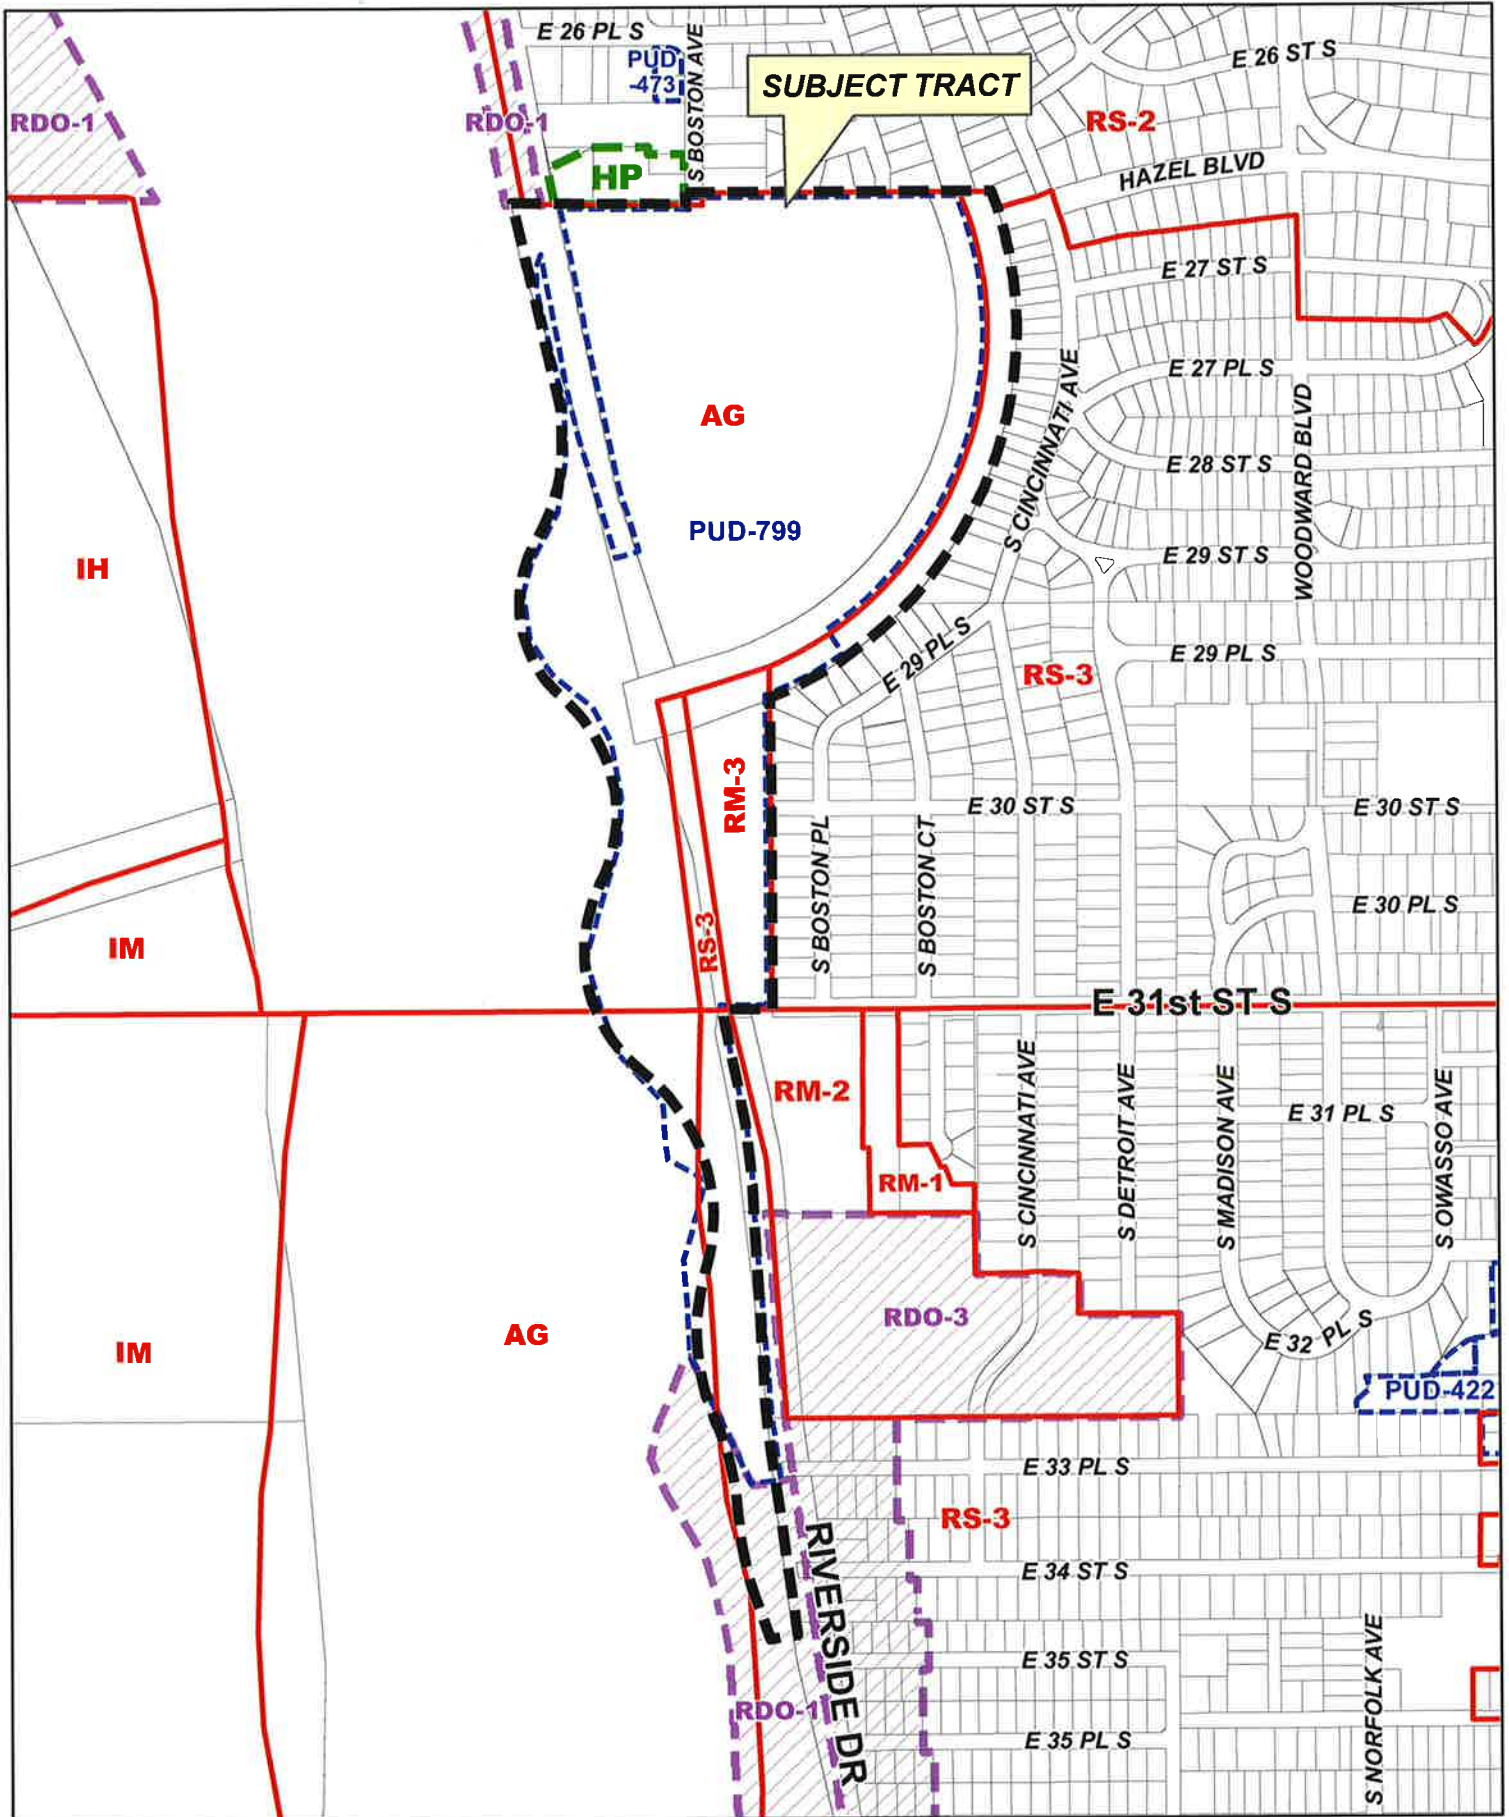 E 26 PL S
S BOSTON AVE
PUD
-473
SUBJECT TRACT
E 26 ST S
RS-2
RDO-1
RDO-1
HP
HAZEL BLVD
E 27 ST S
E 27 PL S
S CINCINNATI AVE
WOODWARD BLVD
AG
E 28 ST S
PUD-799
E 29 ST S
IH
E 29 PL S
E 29 PL S
RS-3
RM-3
E 30 ST S
E 30 ST S
S BOSTON PL
S BOSTON CT
E 30 PL S
IM
RS-3
E 31st ST S
RM-2
S CINCINNATI AVE
S DETROIT AVE
S MADISON AVE
E 31 PL S
S OWASSO AVE
RM-1
RDO-3
AG
IM
E 32 PL S
PUD-422
E 33 PL S
RS-3
RIVERSIDE DR
E 34 ST S
E 35 ST S
S NORFOLK AVE
RDO-1
E 35 PL S